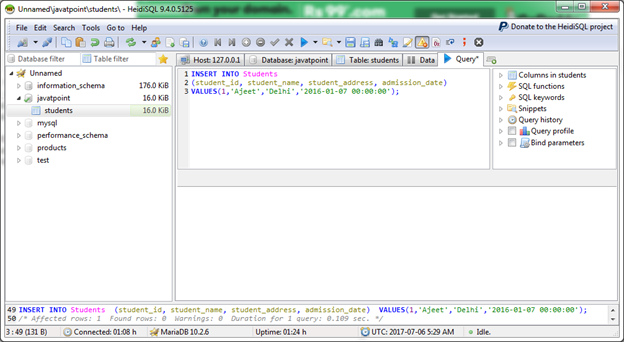 on your domain. Rs 99*.com
Unnamed\javatpoint\students\ - HeidiSQL 9.4.0.5125
File Edit Search Tools Go to Help
Donate to the HeidiSQL project
Database filter Table filter
Host: 127.0.0.1 Database: javatpoint Table: students Data Query*
Unnamed
information_schema 176.0 KiB
javatpoint 16.0 KiB
students 16.0 KiB
mysql
performance_schema
products
test
1 INSERT INTO Students
2 (student_id, student_name, student_address, admission_date)
3 VALUES(1,'Ajeet','Delhi','2016-01-07 00:00:00');
Columns in students
SQL functions
SQL keywords
Snippets
Query history
Query profile
Bind parameters
49 INSERT INTO Students (student_id, student_name, student_address, admission_date) VALUES(1,'Ajeet','Delhi','2016-01-07 00:00:00');
50 /* Affected rows: 1 Found rows: 0 Warnings: 0 Duration for 1 query: 0.109 sec. */
3 : 49 (131 B) Connected: 01:08 h MariaDB 10.2.6 Uptime: 01:24 h UTC: 2017-07-06 5:29 AM Idle.